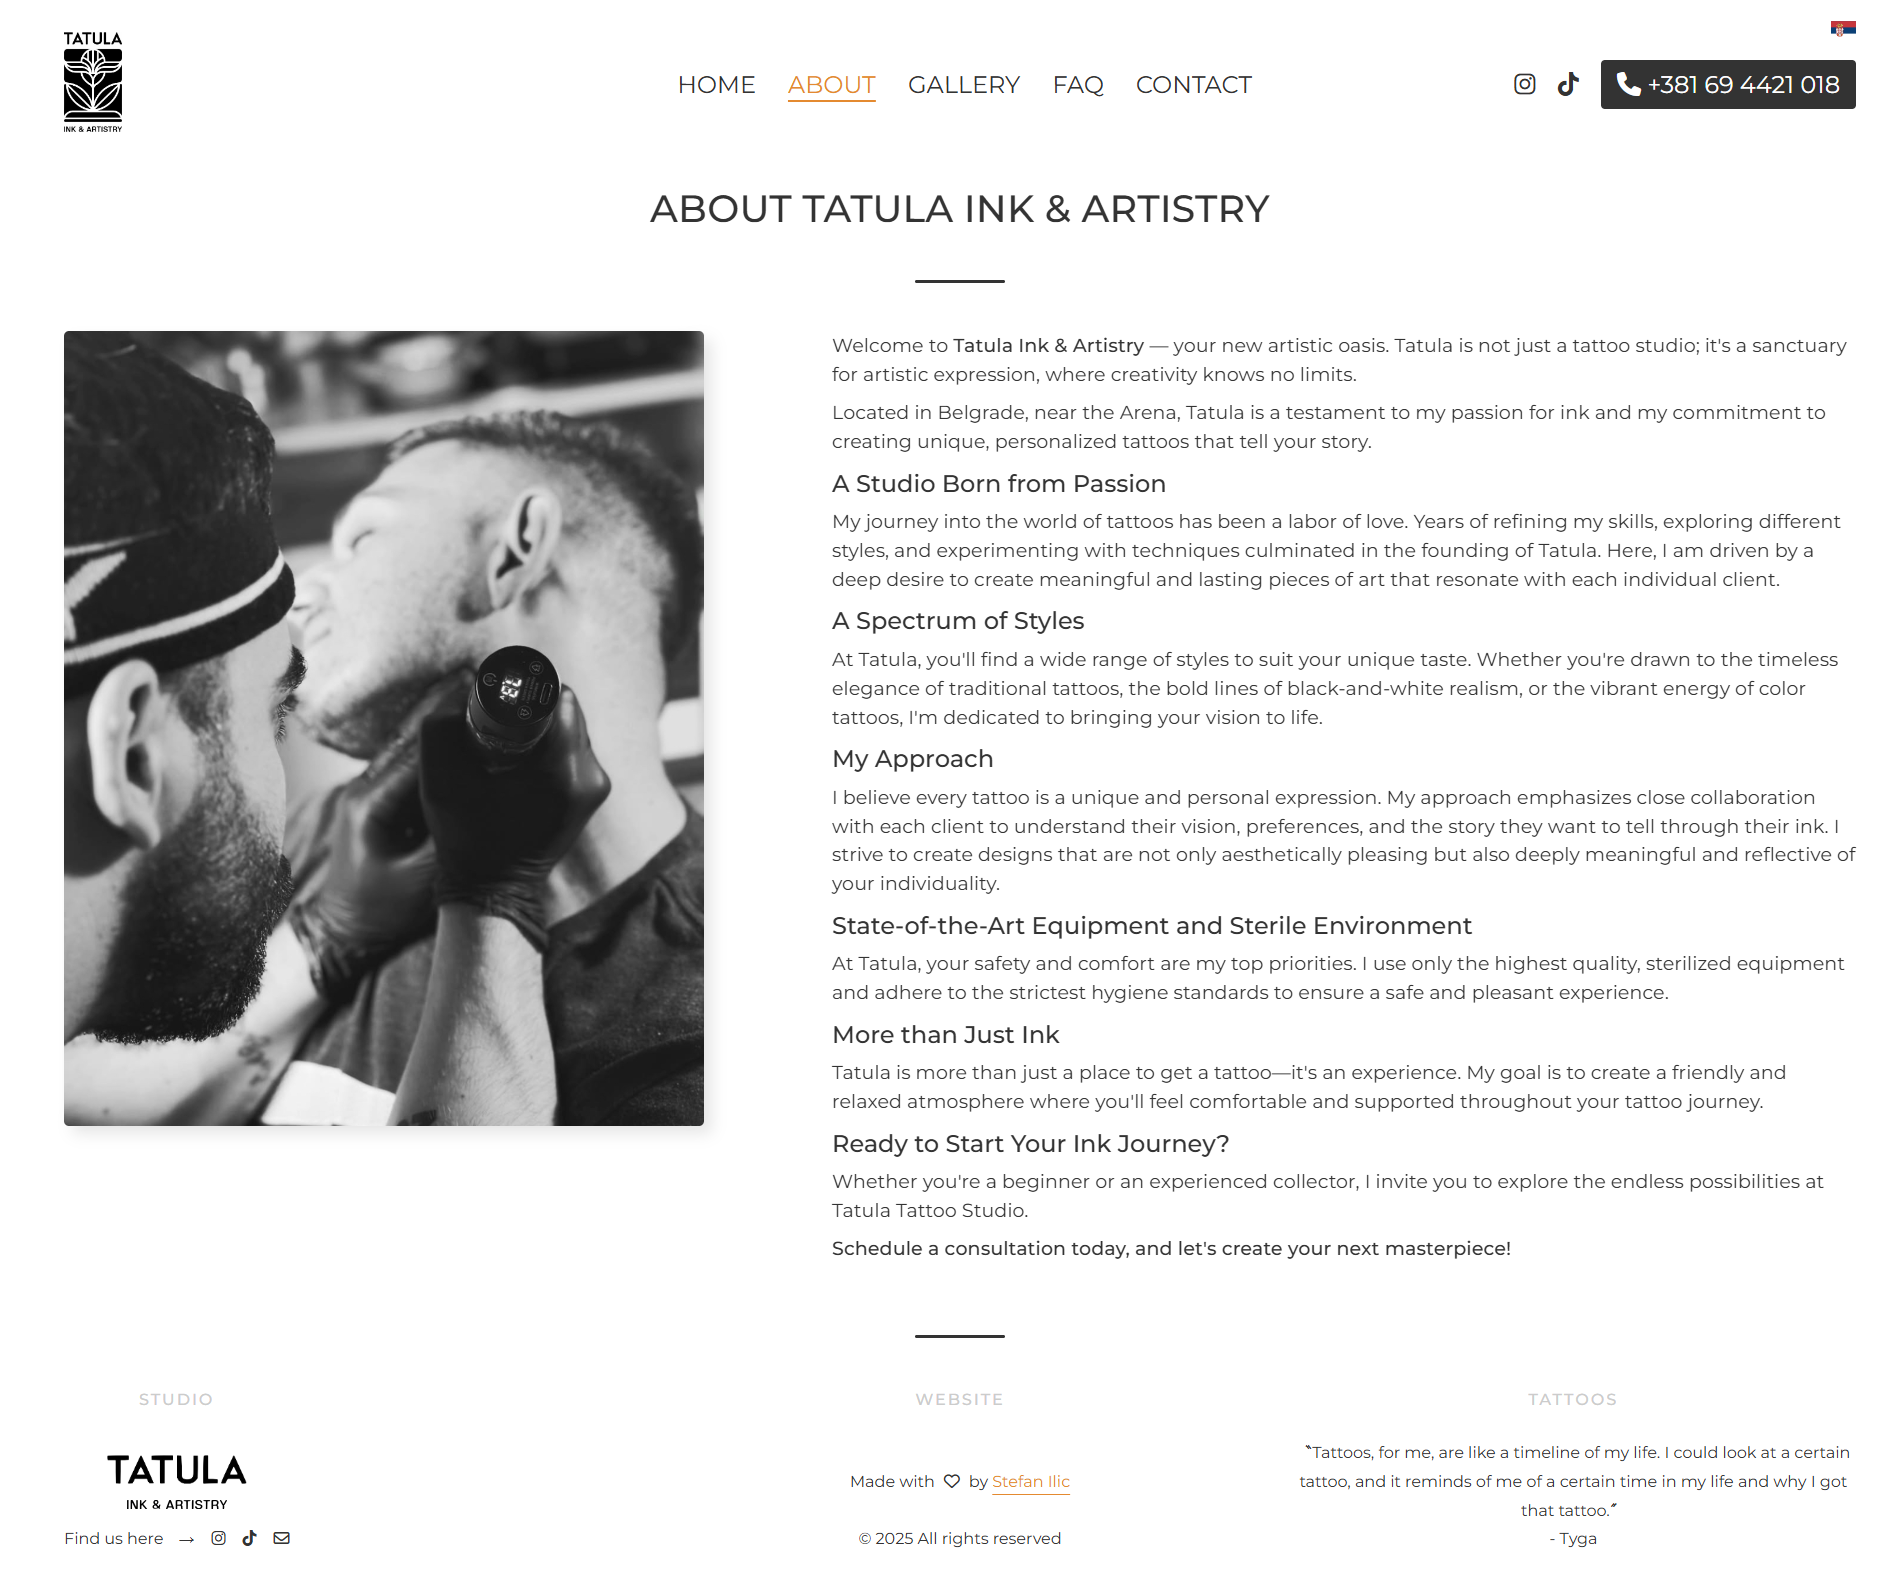 TATULA
INK & ARTISTRY
HOME
ABOUT
GALLERY
FAQ
CONTACT
+381 69 4421 018
ABOUT TATULA INK & ARTISTRY
Welcome to Tatula Ink & Artistry — your new artistic oasis. Tatula is not just a tattoo studio; it's a sanctuary
for artistic expression, where creativity knows no limits.
Located in Belgrade, near the Arena, Tatula is a testament to my passion for ink and my commitment to
creating unique, personalized tattoos that tell your story.
A Studio Born from Passion
My journey into the world of tattoos has been a labor of love. Years of refining my skills, exploring different
styles, and experimenting with techniques culminated in the founding of Tatula. Here, I am driven by a
deep desire to create meaningful and lasting pieces of art that resonate with each individual client.
A Spectrum of Styles
At Tatula, you'll find a wide range of styles to suit your unique taste. Whether you're drawn to the timeless
elegance of traditional tattoos, the bold lines of black-and-white realism, or the vibrant energy of color
tattoos, I'm dedicated to bringing your vision to life.
My Approach
I believe every tattoo is a unique and personal expression. My approach emphasizes close collaboration
with each client to understand their vision, preferences, and the story they want to tell through their ink. I
strive to create designs that are not only aesthetically pleasing but also deeply meaningful and reflective of
your individuality.
State-of-the-Art Equipment and Sterile Environment
At Tatula, your safety and comfort are my top priorities. I use only the highest quality, sterilized equipment
and adhere to the strictest hygiene standards to ensure a safe and pleasant experience.
More than Just Ink
Tatula is more than just a place to get a tattoo—it's an experience. My goal is to create a friendly and
relaxed atmosphere where you'll feel comfortable and supported throughout your tattoo journey.
Ready to Start Your Ink Journey?
Whether you're a beginner or an experienced collector, I invite you to explore the endless possibilities at
Tatula Tattoo Studio.
Schedule a consultation today, and let's create your next masterpiece!
STUDIO
TATULA
INK & ARTISTRY
Find us here →
WEBSITE
Made with ♡ by Stefan Ilic
© 2025 All rights reserved
TATTOOS
‶Tattoos, for me, are like a timeline of my life. I could look at a certain
tattoo, and it reminds of me of a certain time in my life and why I got
that tattoo.″
- Tyga